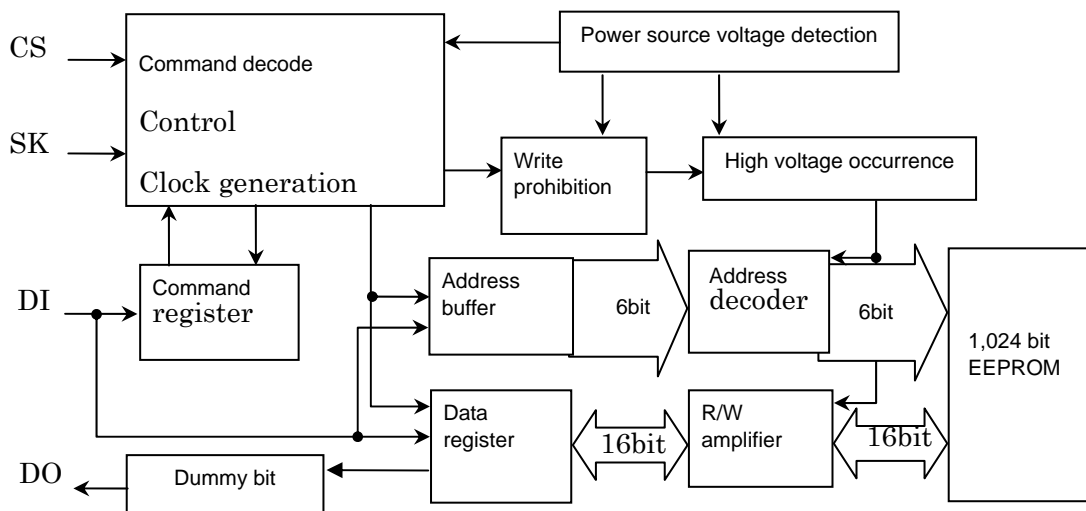 CS
Command decode
Power source voltage detection
Control
SK
Clock generation
Write
prohibition
High voltage occurrence
DI
Command
register
Address
buffer
6bit
Address
decoder
6bit
1,024 bit
EEPROM
Data
register
16bit
R/W
amplifier
16bit
DO
Dummy bit